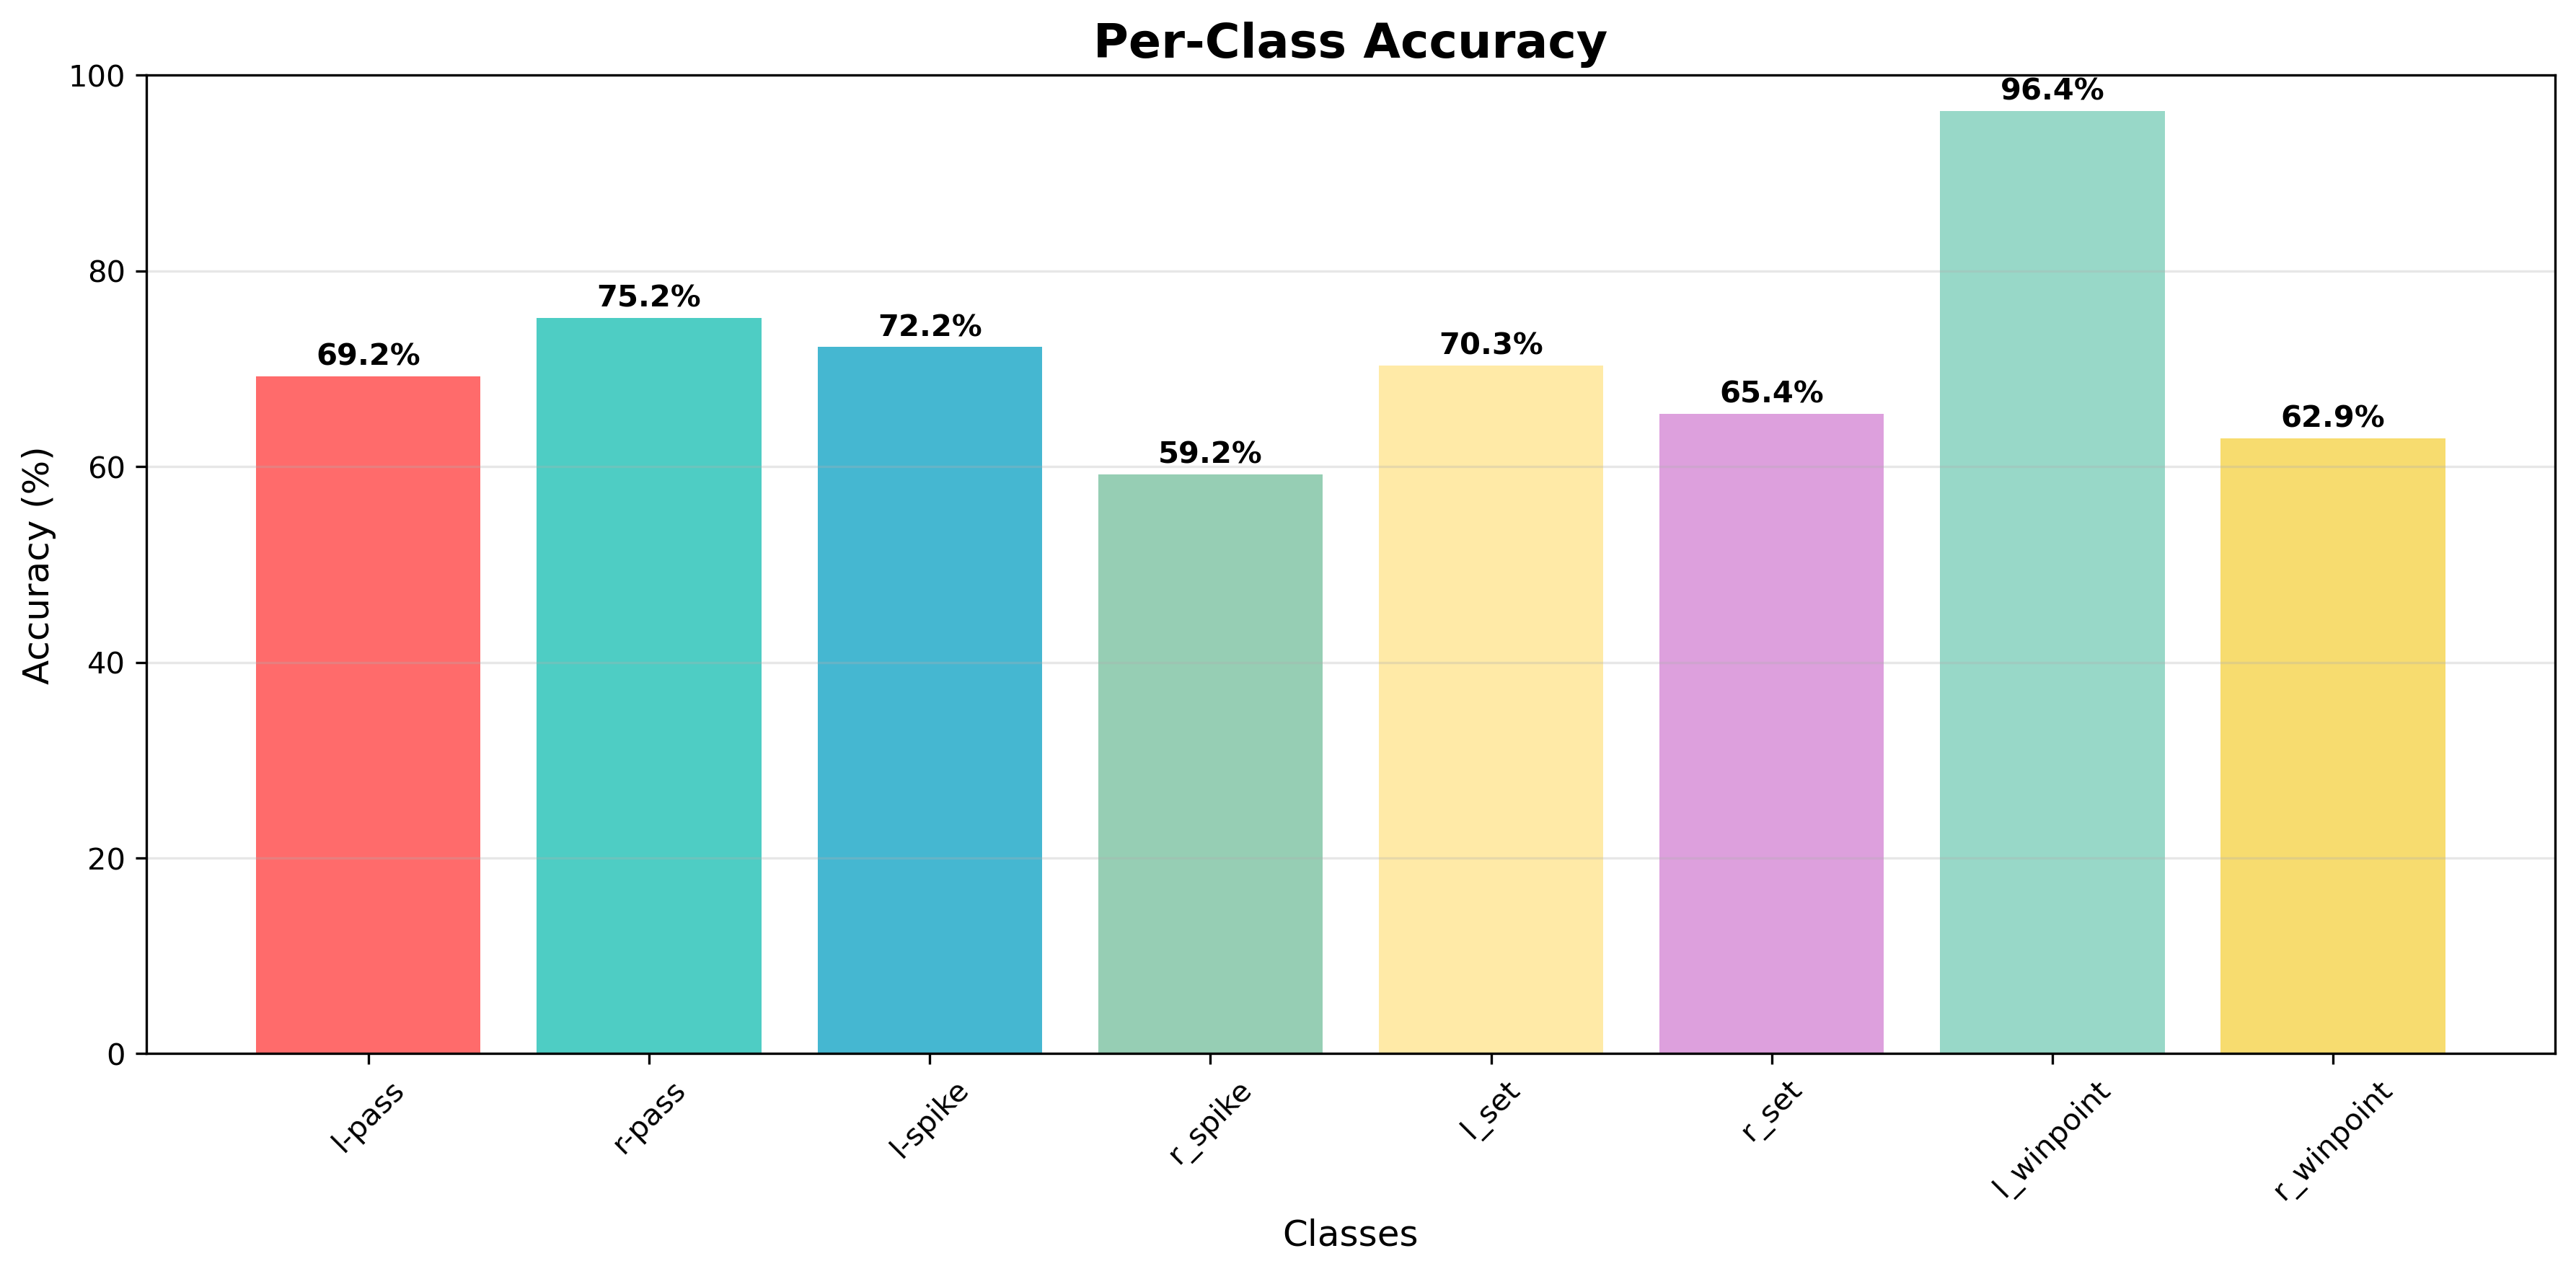 Per-Class Accuracy
Accuracy (%)
100
80
60
40
20
0
69.2%
75.2%
72.2%
59.2%
70.3%
65.4%
96.4%
62.9%
l-pass
r-pass
l-spike
r_spike
l_set
r_set
l_winpoint
r_winpoint
Classes